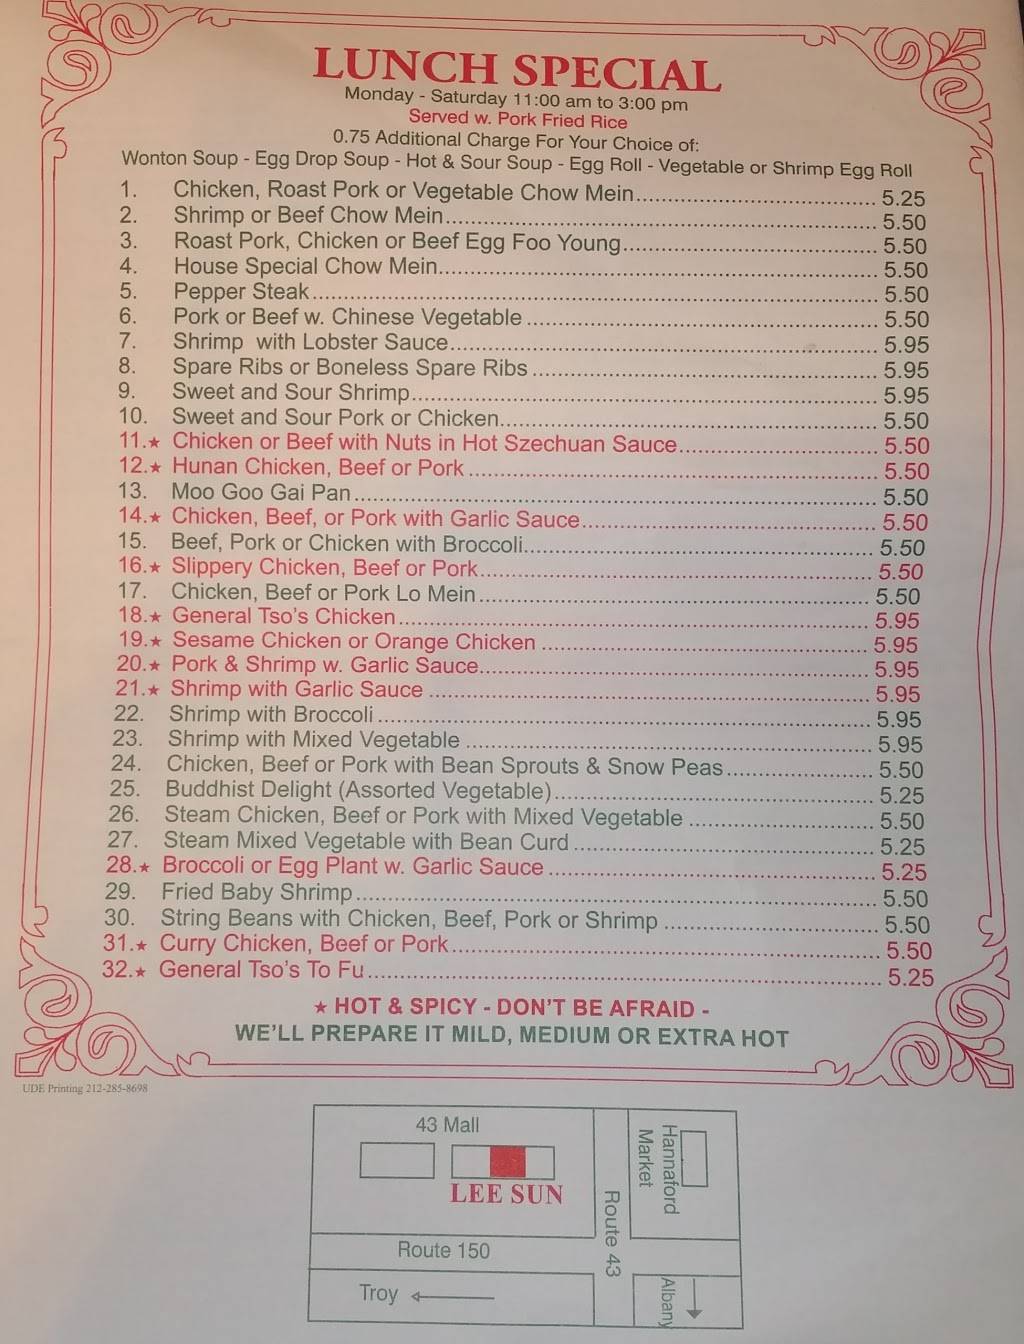 LUNCH SPECIAL
Monday - Saturday 11:00 am to 3:00 pm
Served w. Pork Fried Rice
0.75 Additional Charge For Your Choice of:
Wonton Soup - Egg Drop Soup - Hot & Sour Soup - Egg Roll - Vegetable or Shrimp Egg Roll
1. Chicken, Roast Pork or Vegetable Chow Mein 5.25
2. Shrimp or Beef Chow Mein 5.50
3. Roast Pork, Chicken or Beef Egg Foo Young 5.50
4. House Special Chow Mein 5.50
5. Pepper Steak 5.50
6. Pork or Beef w. Chinese Vegetable 5.50
7. Shrimp with Lobster Sauce 5.95
8. Spare Ribs or Boneless Spare Ribs 5.95
9. Sweet and Sour Shrimp 5.95
10. Sweet and Sour Pork or Chicken 5.50
11.★ Chicken or Beef with Nuts in Hot Szechuan Sauce 5.50
12.★ Hunan Chicken, Beef or Pork 5.50
13. Moo Goo Gai Pan 5.50
14.★ Chicken, Beef, or Pork with Garlic Sauce 5.50
15. Beef, Pork or Chicken with Broccoli 5.50
16.★ Slippery Chicken, Beef or Pork 5.50
17. Chicken, Beef or Pork Lo Mein 5.50
18.★ General Tso's Chicken 5.95
19.★ Sesame Chicken or Orange Chicken 5.95
20.★ Pork & Shrimp w. Garlic Sauce 5.95
21.★ Shrimp with Garlic Sauce 5.95
22. Shrimp with Broccoli 5.95
23. Shrimp with Mixed Vegetable 5.95
24. Chicken, Beef or Pork with Bean Sprouts & Snow Peas 5.50
25. Buddhist Delight (Assorted Vegetable) 5.25
26. Steam Chicken, Beef or Pork with Mixed Vegetable 5.50
27. Steam Mixed Vegetable with Bean Curd 5.25
28.★ Broccoli or Egg Plant w. Garlic Sauce 5.25
29. Fried Baby Shrimp 5.50
30. String Beans with Chicken, Beef, Pork or Shrimp 5.50
31.★ Curry Chicken, Beef or Pork 5.50
32.★ General Tso's To Fu 5.25
★ HOT & SPICY - DON'T BE AFRAID -
WE'LL PREPARE IT MILD, MEDIUM OR EXTRA HOT
UDE Printing 212-285-8698
43 Mall
LEE SUN
Hannaford
Market
Route 43
Route 150
Troy
Albany